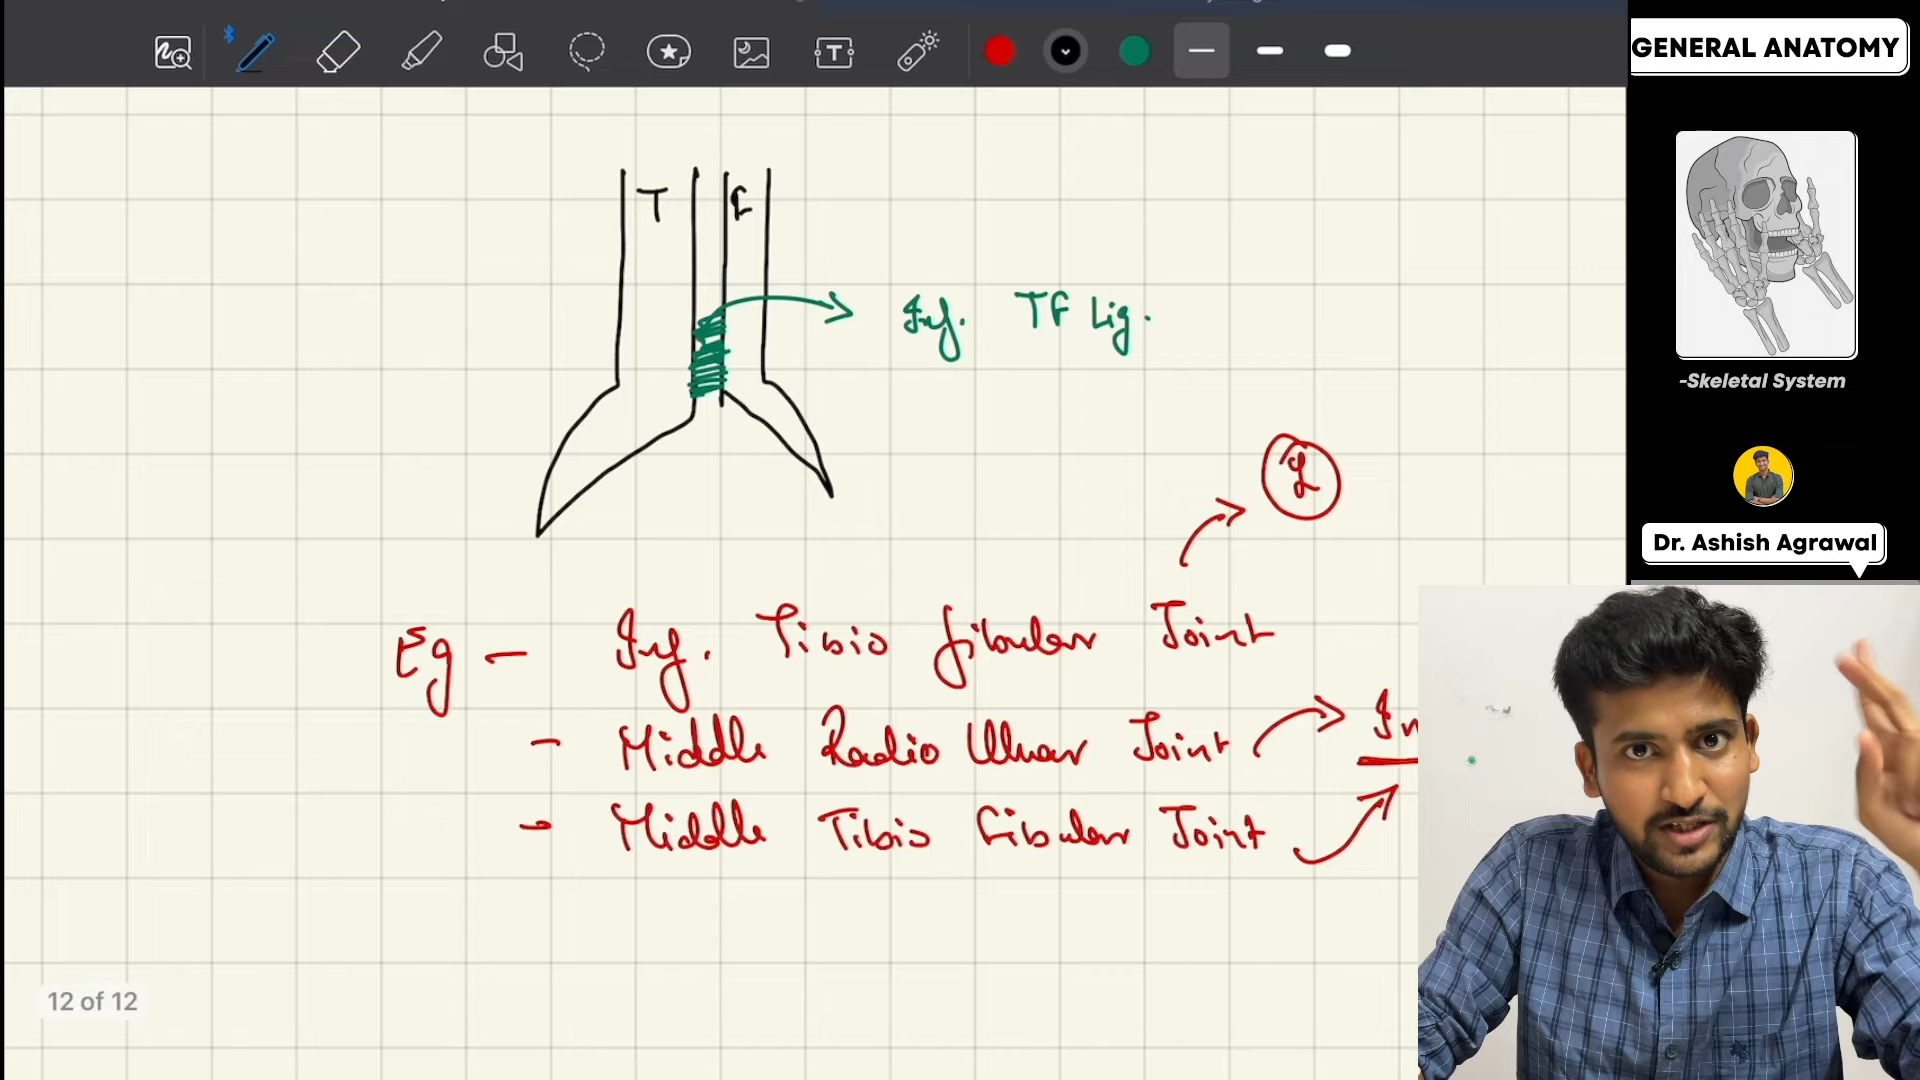 GENERAL ANATOMY
T
T f
Inf. TF Lig.
-Skeletal System
Dr. Ashish Agrawal
Eg - Inf. Tibio fibular Joint
- Middle Radio Ulnar Joint In
- Middle Tibio fibular Joint
12 of 12